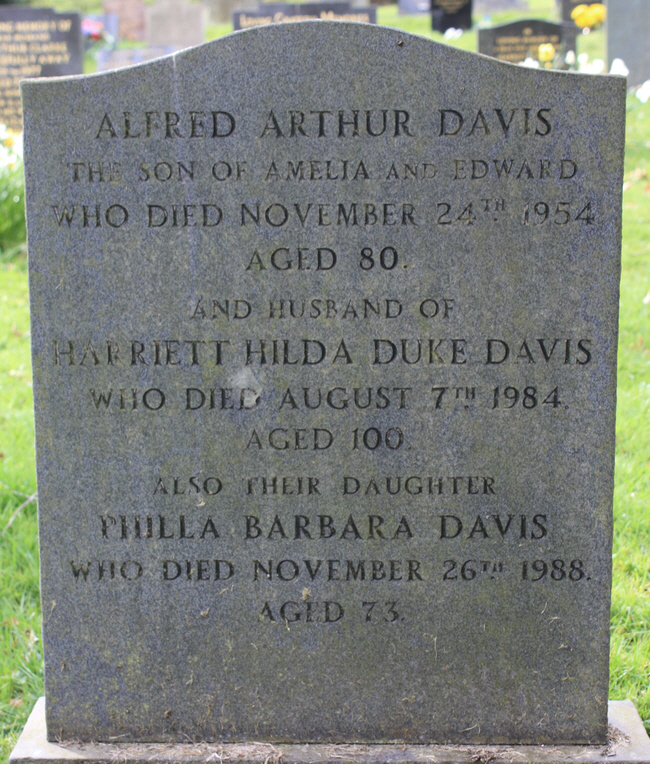 ALFRED ARTHUR DAVIS
THE SON OF AMELIA AND EDWARD
WHO DIED NOVEMBER 24TH 1954
AGED 80.
AND HUSBAND OF
HARRIETT HILDA DUKE DAVIS
WHO DIED AUGUST 7TH 1984.
AGED 100.
ALSO THEIR DAUGHTER
PHILLA BARBARA DAVIS
WHO DIED NOVEMBER 26TH 1988.
AGED 73.